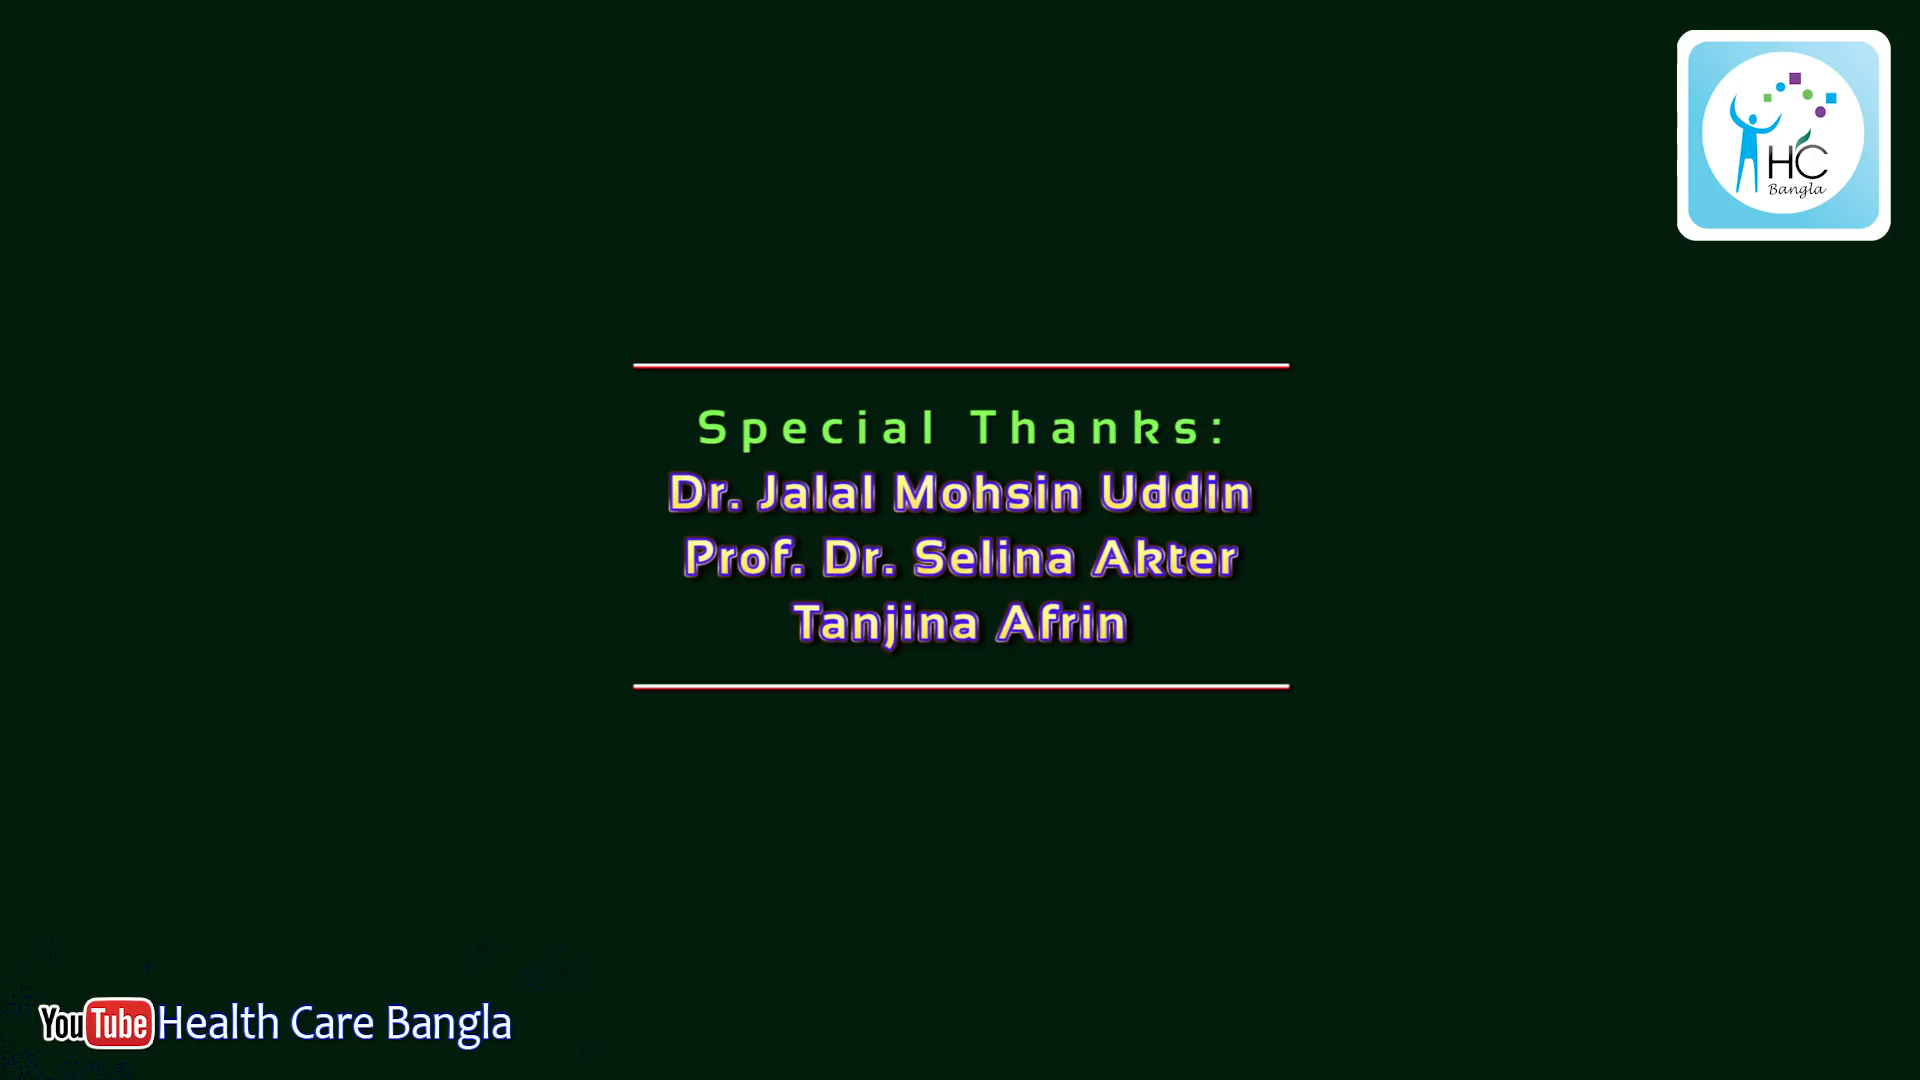 HC
Bangla
Special Thanks:
Dr. Jalal Mohsin Uddin
Prof. Dr. Selina Akter
Tanjina Afrin
YouTube Health Care Bangla